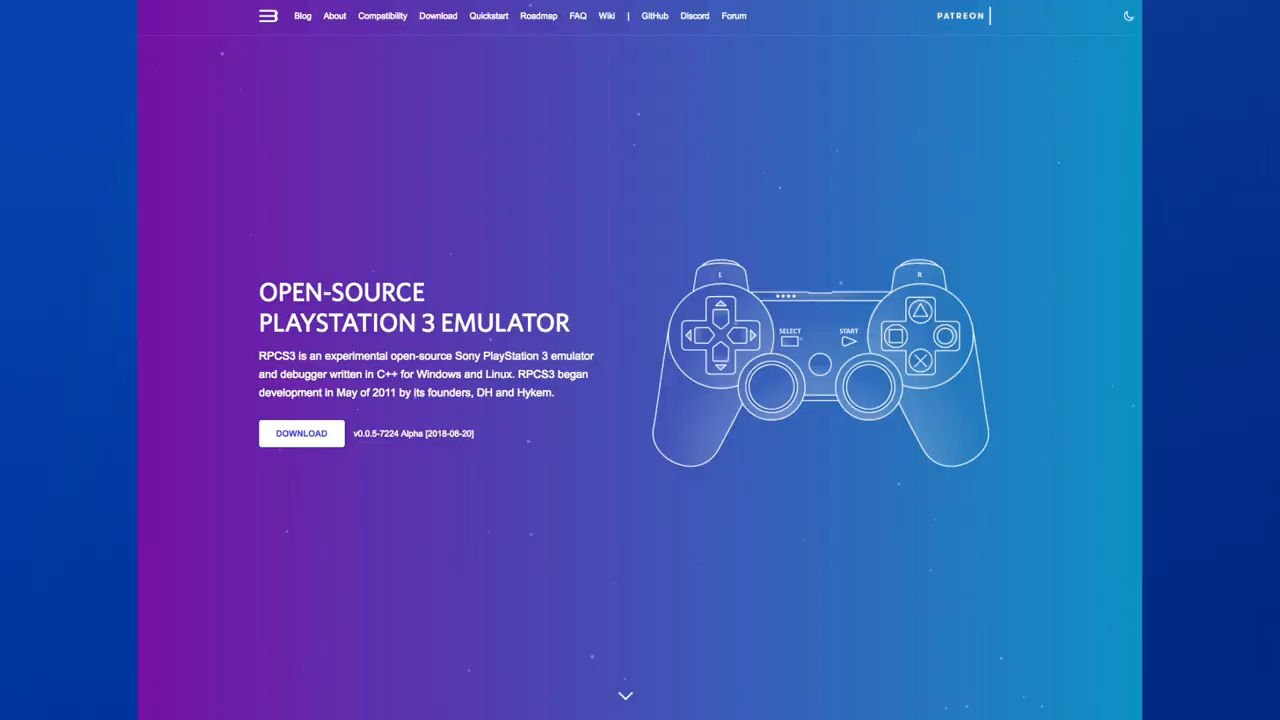 Blog About Compatibility Download Quickstart Roadmap FAQ Wiki | GitHub Discord Forum PATREON
OPEN-SOURCE
PLAYSTATION 3 EMULATOR
RPCS3 is an experimental open-source Sony PlayStation 3 emulator
and debugger written in C++ for Windows and Linux. RPCS3 began
development in May of 2011 by its founders, DH and Hykem.
DOWNLOAD v0.0.5-7224 Alpha [2018-08-20]
L R
SELECT START